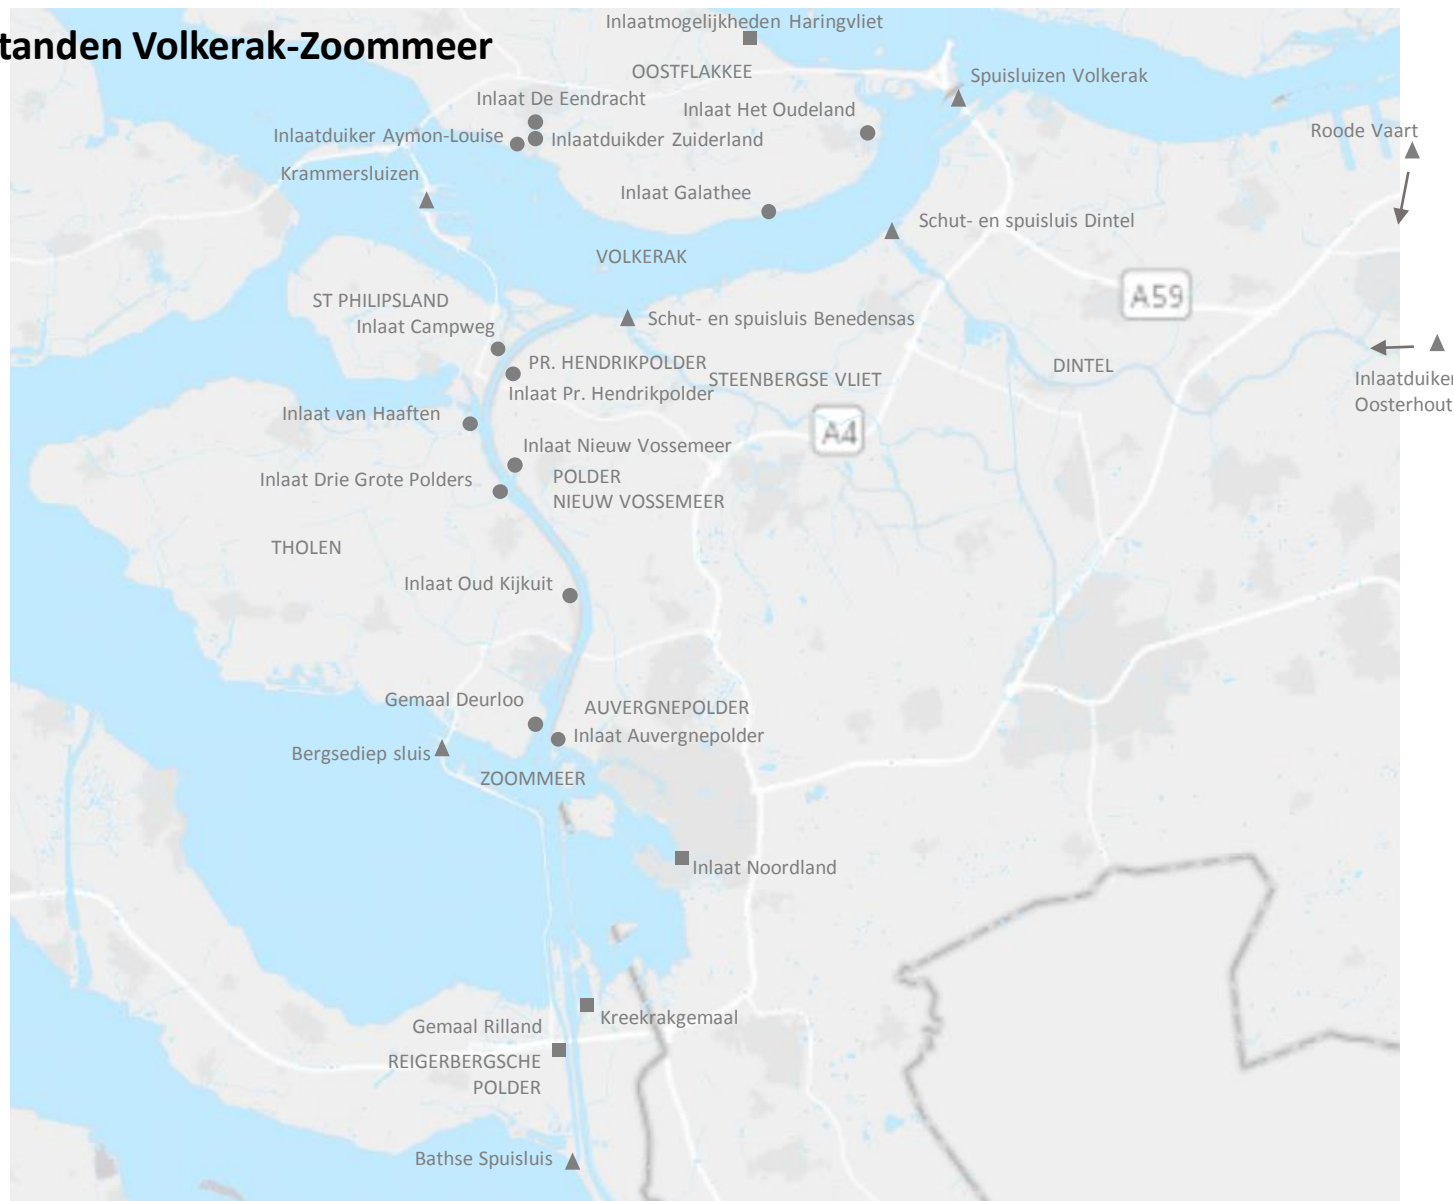 tanden Volkerak-Zoommeer
Inlaatmogelijkheden Haringvliet
OOSTFLAKKEE
Spuisluizen Volkerak
Inlaat De Eendracht
Inlaat Het Oudeland
Inlaatduiker Aymon-Louise
Inlaatduikder Zuiderland
Roode Vaart
Krammersluizen
Inlaat Galathee
Schut- en spuisluis Dintel
VOLKERAK
A59
ST PHILIPSLAND
Inlaat Campweg
Schut- en spuisluis Benedensas
PR. HENDRIKPOLDER
Inlaat Pr. Hendrikpolder
STEENBERGSE VLIET
DINTEL
Inlaatduiker
Oosterhout
Inlaat van Haaften
A4
Inlaat Nieuw Vossemeer
Inlaat Drie Grote Polders
POLDER
NIEUW VOSSEMEER
THOLEN
Inlaat Oud Kijkuit
Gemaal Deurloo
AUVERGNEPOLDER
Inlaat Auvergnepolder
Bergsediep sluis
ZOOMMEER
Inlaat Noordland
Kreekrakgemaal
Gemaal Rilland
REIGERBERGSCHE
POLDER
Bathse Spuisluis